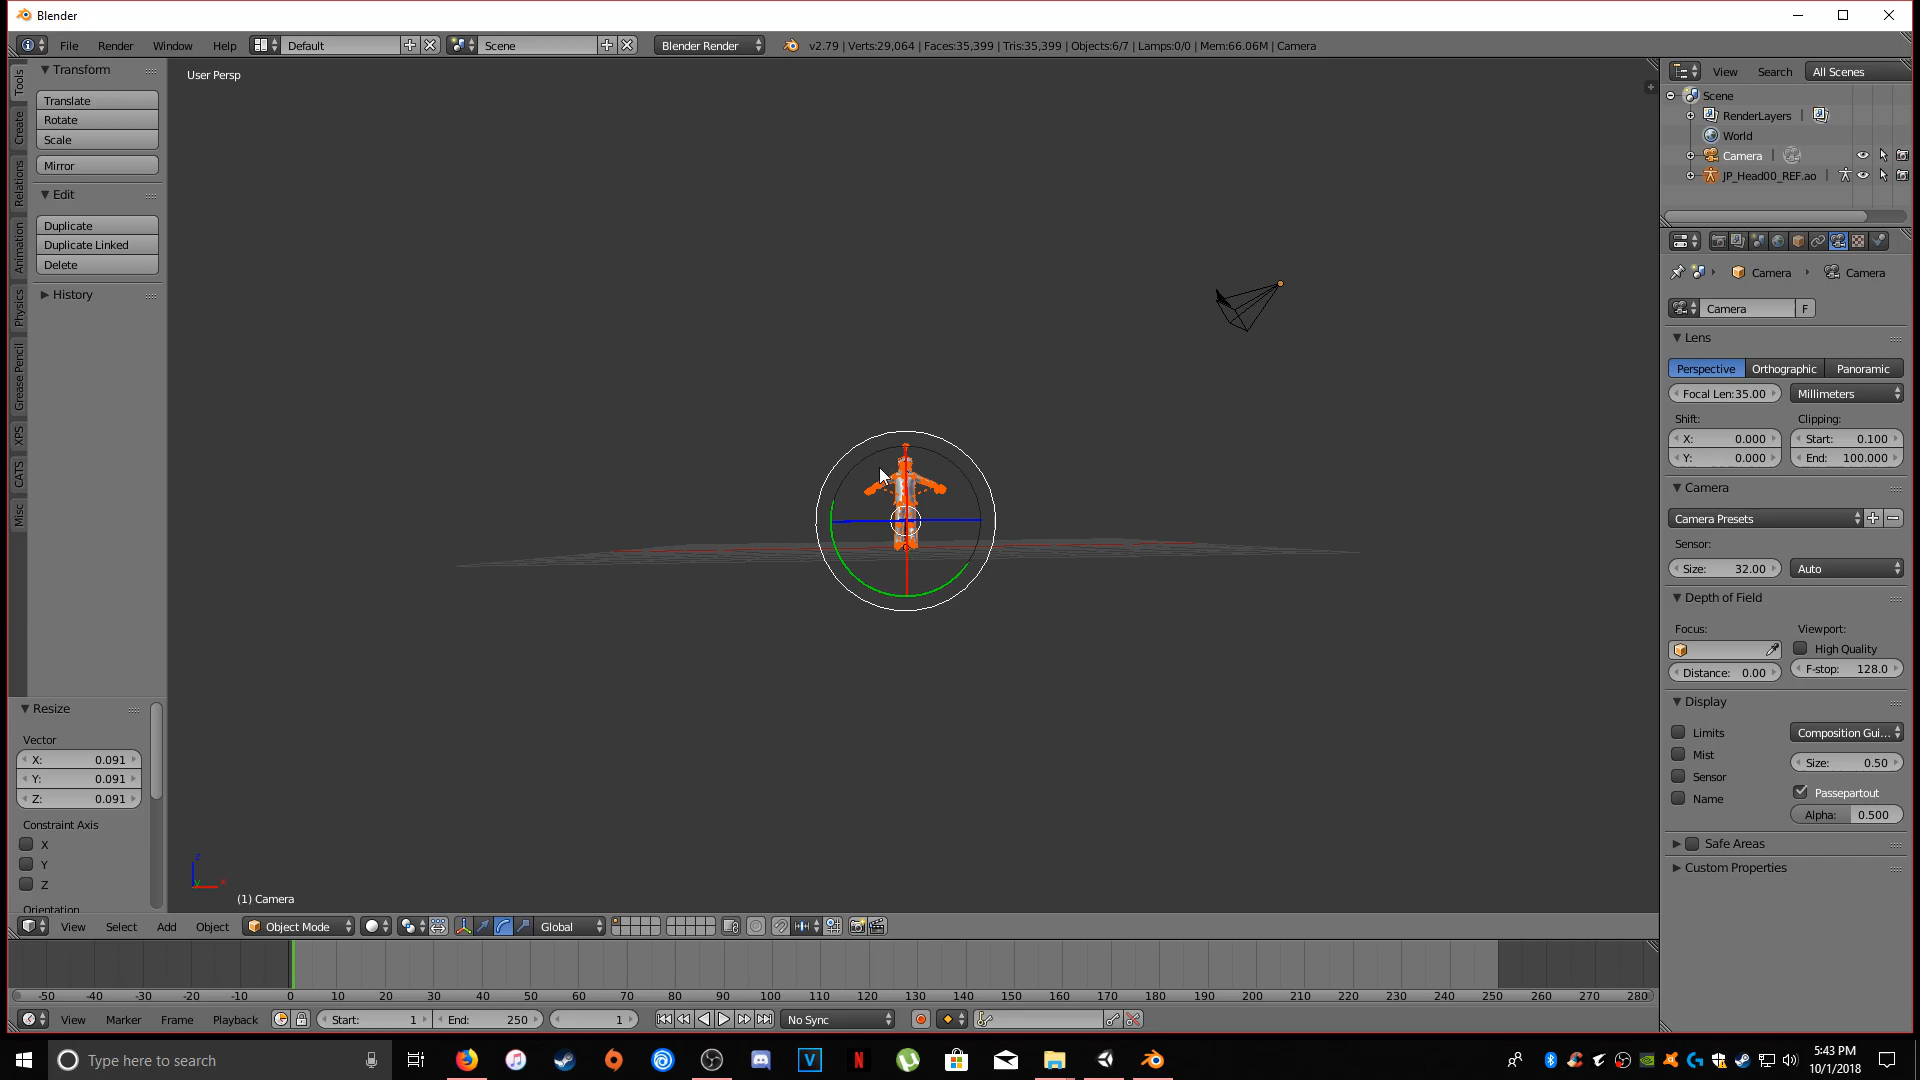 Blender
File Render Window Help Default Scene Blender Render v2.79 | Verts:29,064 | Faces:35,399 | Tris:35,399 | Objects:6/7 | Lamps:0/0 | Mem:66.06M | Camera
Tools
Create
Relations
Animation
Physics
Grease Pencil
XPS
CATS
Misc
Transform
Translate
Rotate
Scale
Mirror
Edit
Duplicate
Duplicate Linked
Delete
History
Resize
Vector
X: 0.091
Y: 0.091
Z: 0.091
Constraint Axis
X
Y
Z
Orientation
User Persp
z
y
x
(1) Camera
View Select Add Object Object Mode Global
-50 -40 -30 -20 -10 0 10 20 30 40 50 60 70 80 90 100 110 120 130 140 150 160 170 180 190 200 210 220 230 240 250 260 270 280
View Marker Frame Playback Start: 1 End: 250 1 No Sync
View Search All Scenes
Scene
RenderLayers
World
Camera
JP_Head00_REF.ao
Camera Camera
Camera F
Lens
Perspective Orthographic Panoramic
Focal Len:35.00 Millimeters
Shift: Clipping:
X: 0.000 Start: 0.100
Y: 0.000 End: 100.000
Camera
Camera Presets
Sensor:
Size: 32.00 Auto
Depth of Field
Focus: Viewport:
High Quality
Distance: 0.00 F-stop: 128.0
Display
Limits Composition Gui...
Mist Size: 0.50
Sensor
Name Passepartout
Alpha: 0.500
Safe Areas
Custom Properties
Type here to search
V
N
5:43 PM
10/1/2018